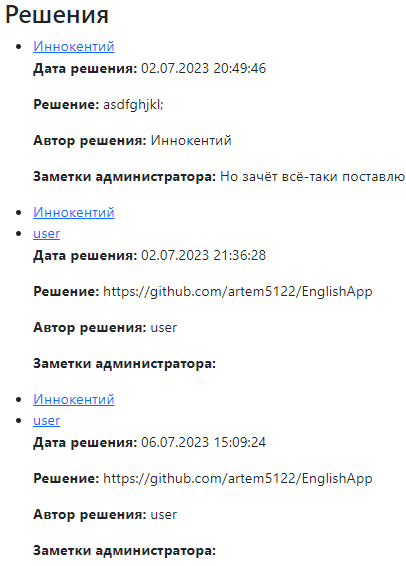 Решения
Иннокентий
Дата решения: 02.07.2023 20:49:46
Решение: asdfghjkl;
Автор решения: Иннокентий
Заметки администратора: Но зачёт всё-таки поставлю
Иннокентий
user
Дата решения: 02.07.2023 21:36:28
Решение: https://github.com/artem5122/EnglishApp
Автор решения: user
Заметки администратора:
Иннокентий
user
Дата решения: 06.07.2023 15:09:24
Решение: https://github.com/artem5122/EnglishApp
Автор решения: user
Заметки администратора: